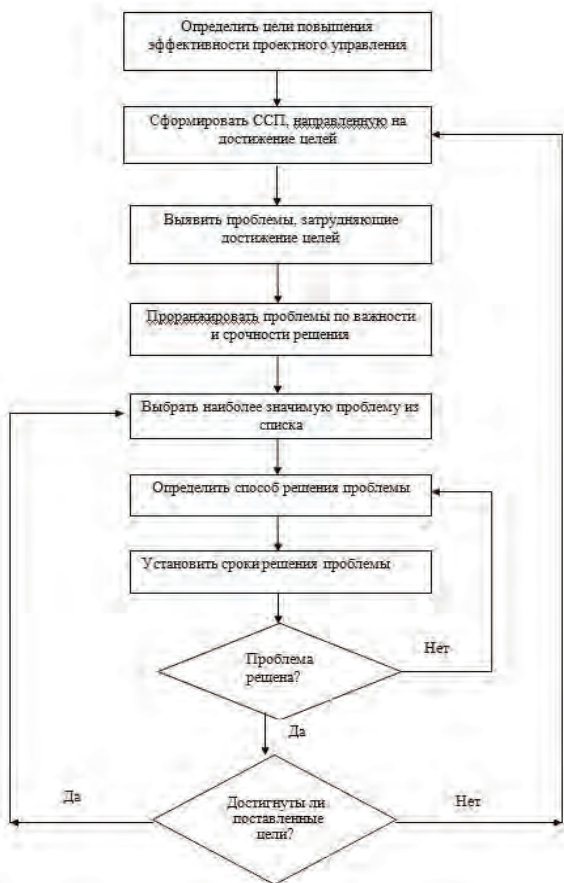 Определить цели повышения
эффективности проектного управления
Сформировать ССП, направленную на
достижение целей
Выявить проблемы, затрудняющие
достижение целей
Проранжировать проблемы по важности
и срочности решения
Выбрать наиболее значимую проблему из
списка
Определить способ решения проблемы
Установить сроки решения проблемы
Проблема
решена?
Нет
Да
Достигнуты ли
поставленные
цели?
Да
Нет